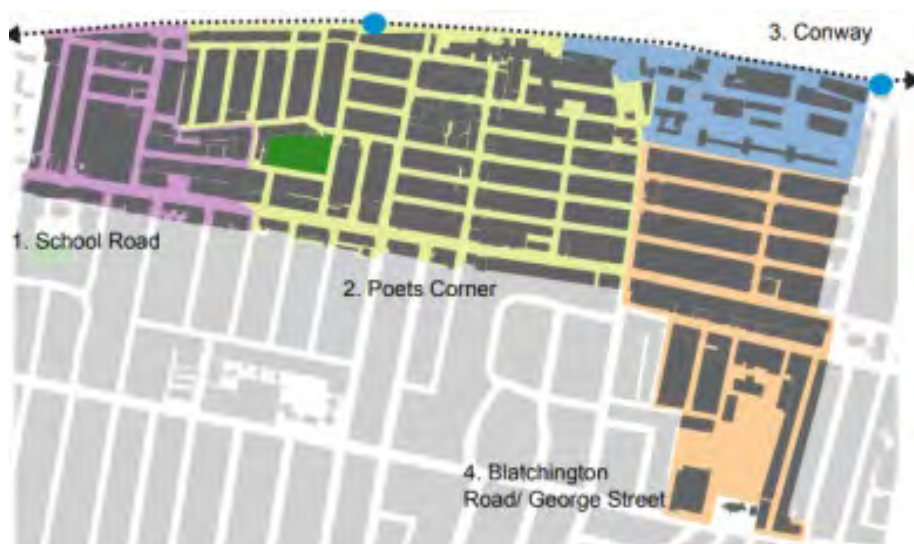 3. Conway
1. School Road
2. Poets Corner
4. Blatchington
Road/ George Street